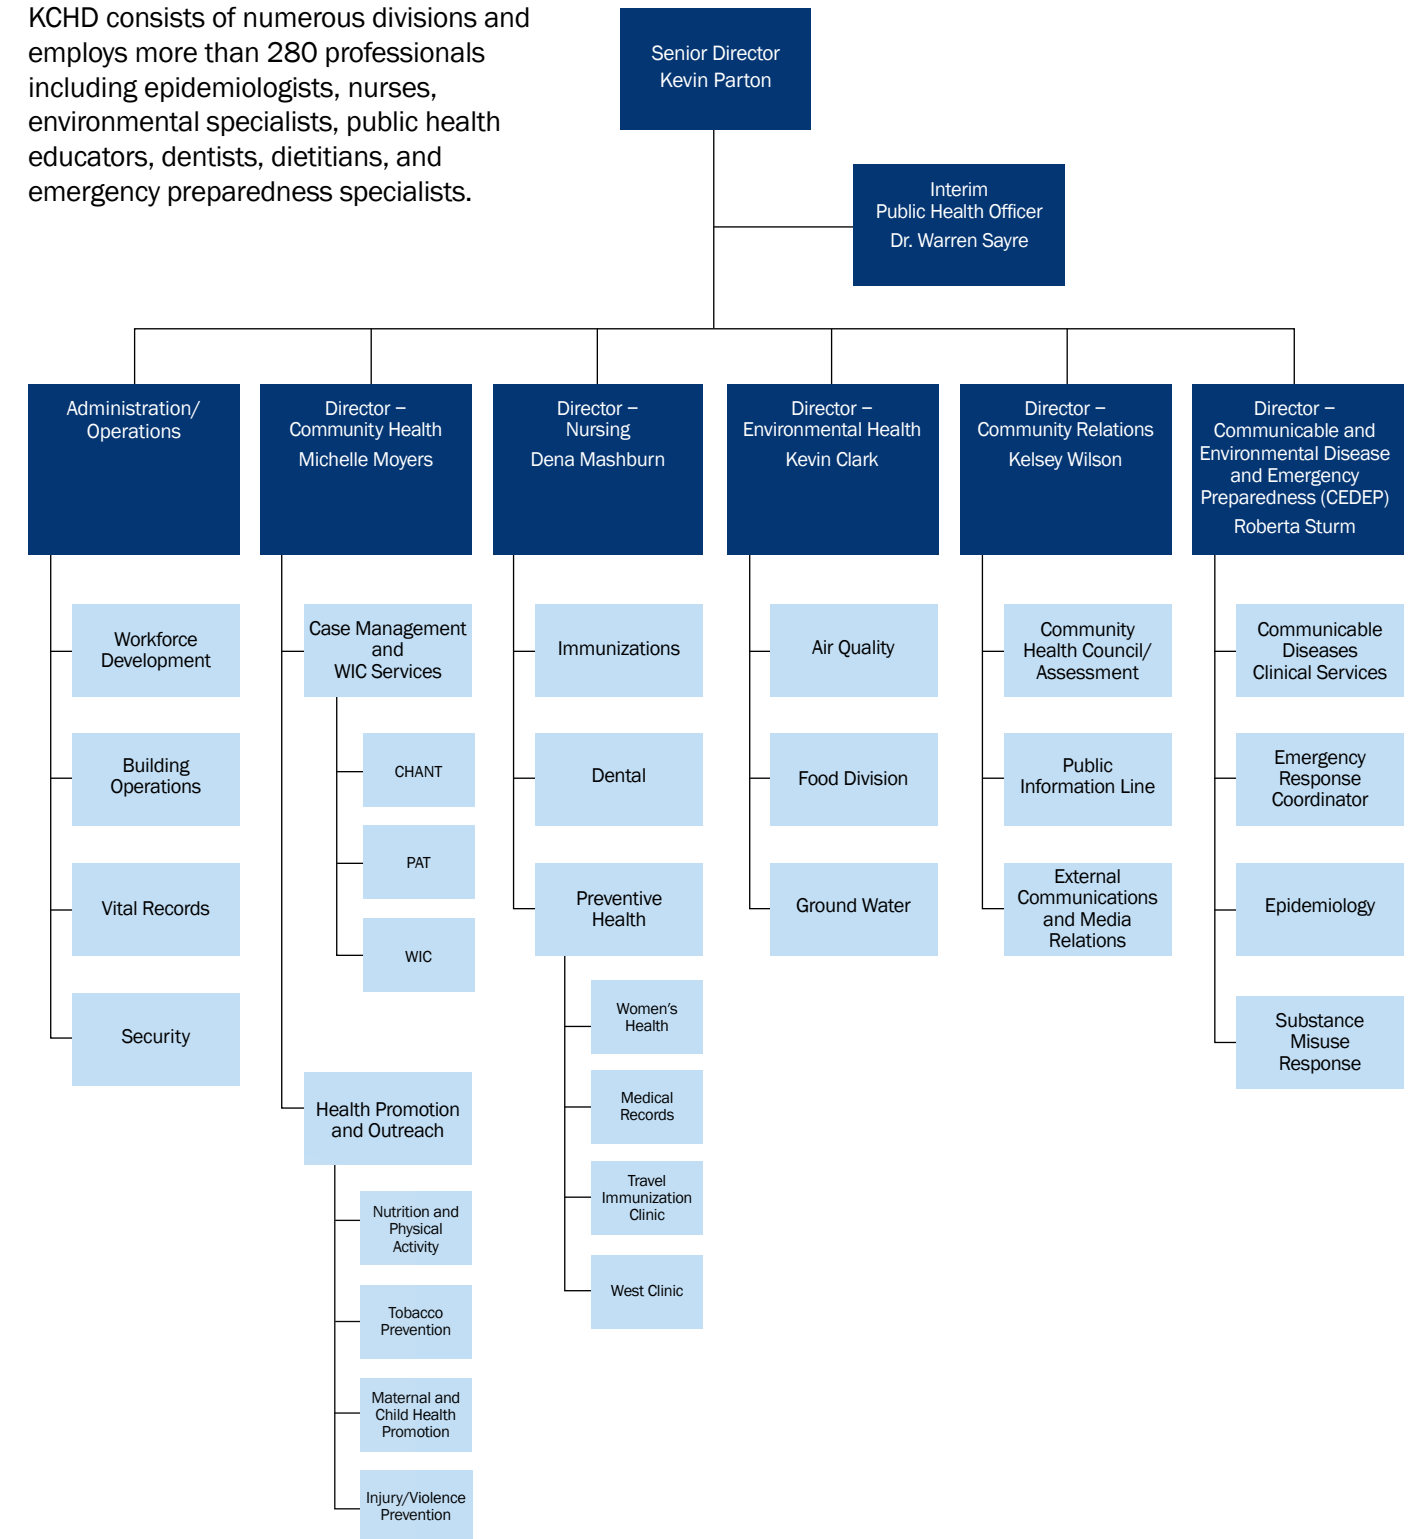 KCHD consists of numerous divisions and
employs more than 280 professionals
including epidemiologists, nurses,
environmental specialists, public health
educators, dentists, dietitians, and
emergency preparedness specialists.
Senior Director
Kevin Parton
Interim
Public Health Officer
Dr. Warren Sayre
Administration/
Operations
Workforce
Development
Building
Operations
Vital Records
Security
Director –
Community Health
Michelle Moyers
Case Management
and
WIC Services
CHANT
PAT
WIC
Health Promotion
and Outreach
Nutrition and
Physical
Activity
Tobacco
Prevention
Maternal and
Child Health
Promotion
Injury/Violence
Prevention
Director –
Nursing
Dena Mashburn
Immunizations
Dental
Preventive
Health
Women's
Health
Medical
Records
Travel
Immunization
Clinic
West Clinic
Director –
Environmental Health
Kevin Clark
Air Quality
Food Division
Ground Water
Director –
Community Relations
Kelsey Wilson
Community
Health Council/
Assessment
Public
Information Line
External
Communications
and Media
Relations
Director –
Communicable and
Environmental Disease
and Emergency
Preparedness (CEDEP)
Roberta Sturm
Communicable
Diseases
Clinical Services
Emergency
Response
Coordinator
Epidemiology
Substance
Misuse
Response